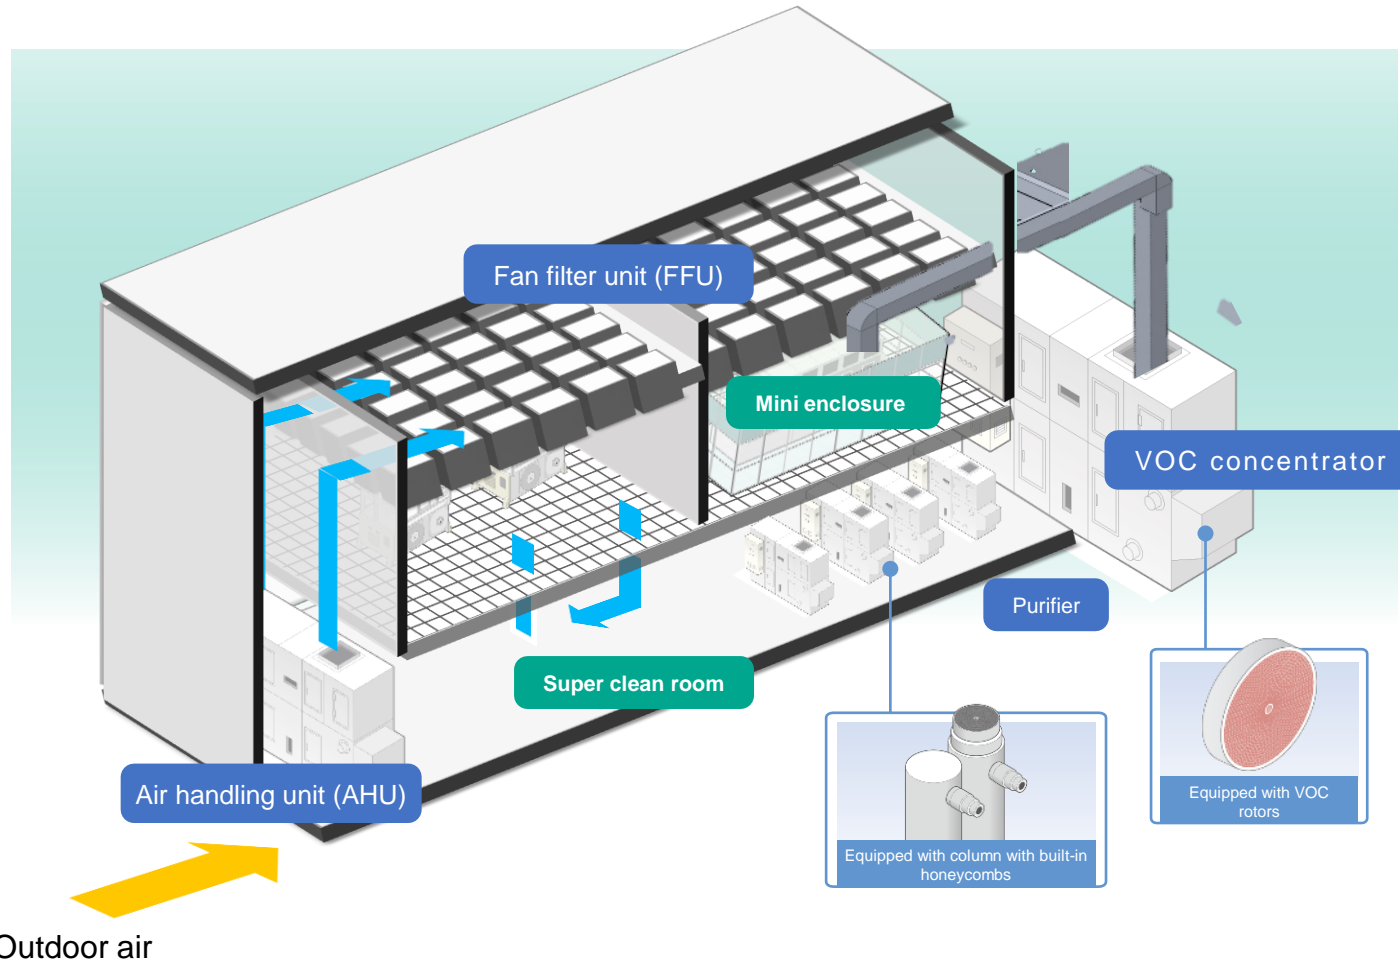 Fan filter unit (FFU)
Mini enclosure
VOC concentrator
Purifier
Super clean room
Air handling unit (AHU)
Equipped with VOC
rotors
Equipped with column with built-in
honeycombs
Outdoor air